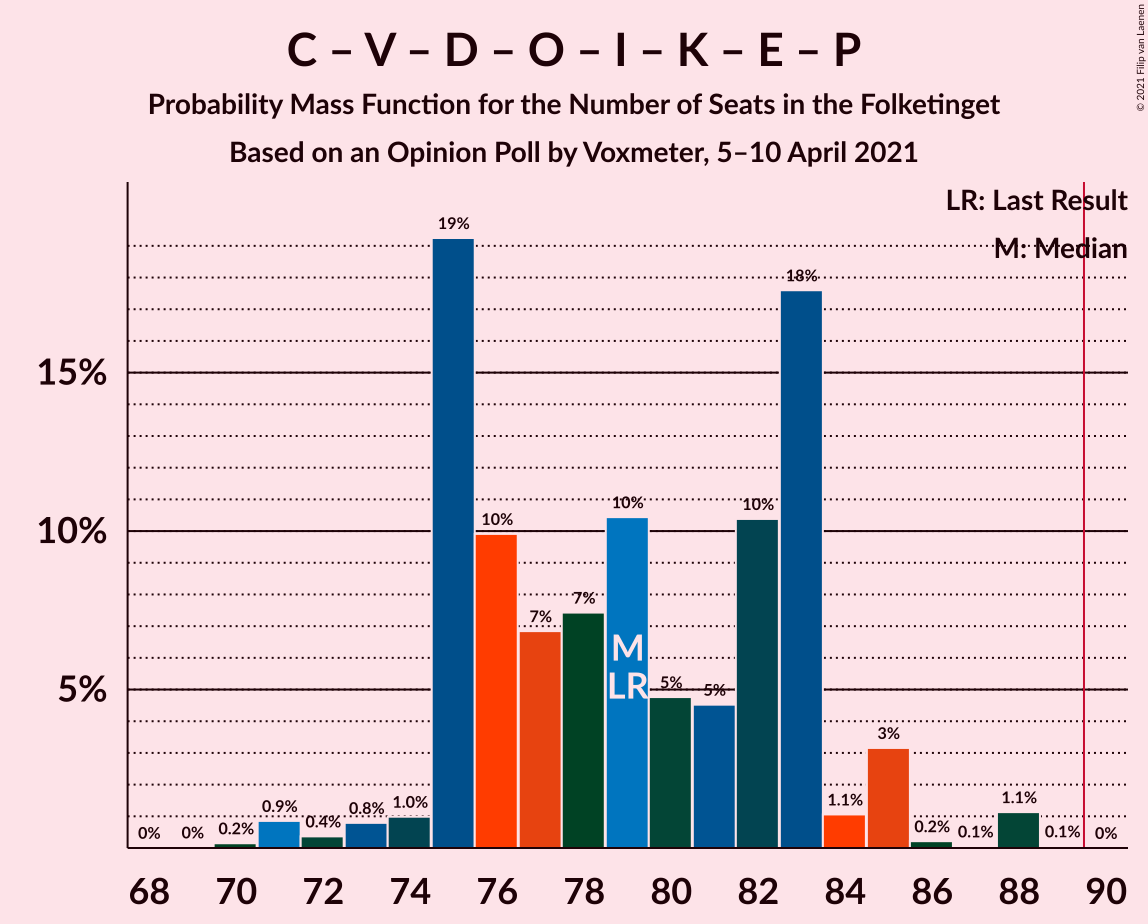 C – V – D – O – I – K – E – P
Probability Mass Function for the Number of Seats in the Folketinget
Based on an Opinion Poll by Voxmeter, 5–10 April 2021
© 2021 Filip van Laenen
LR: Last Result
M: Median
15%
10%
5%
0%
0%
0.2%
0.9%
0.4%
0.8%
1.0%
19%
10%
7%
7%
10%
5%
5%
10%
18%
1.1%
3%
0.2%
0.1%
1.1%
0.1%
0%
M
LR
68 70 72 74 76 78 80 82 84 86 88 90